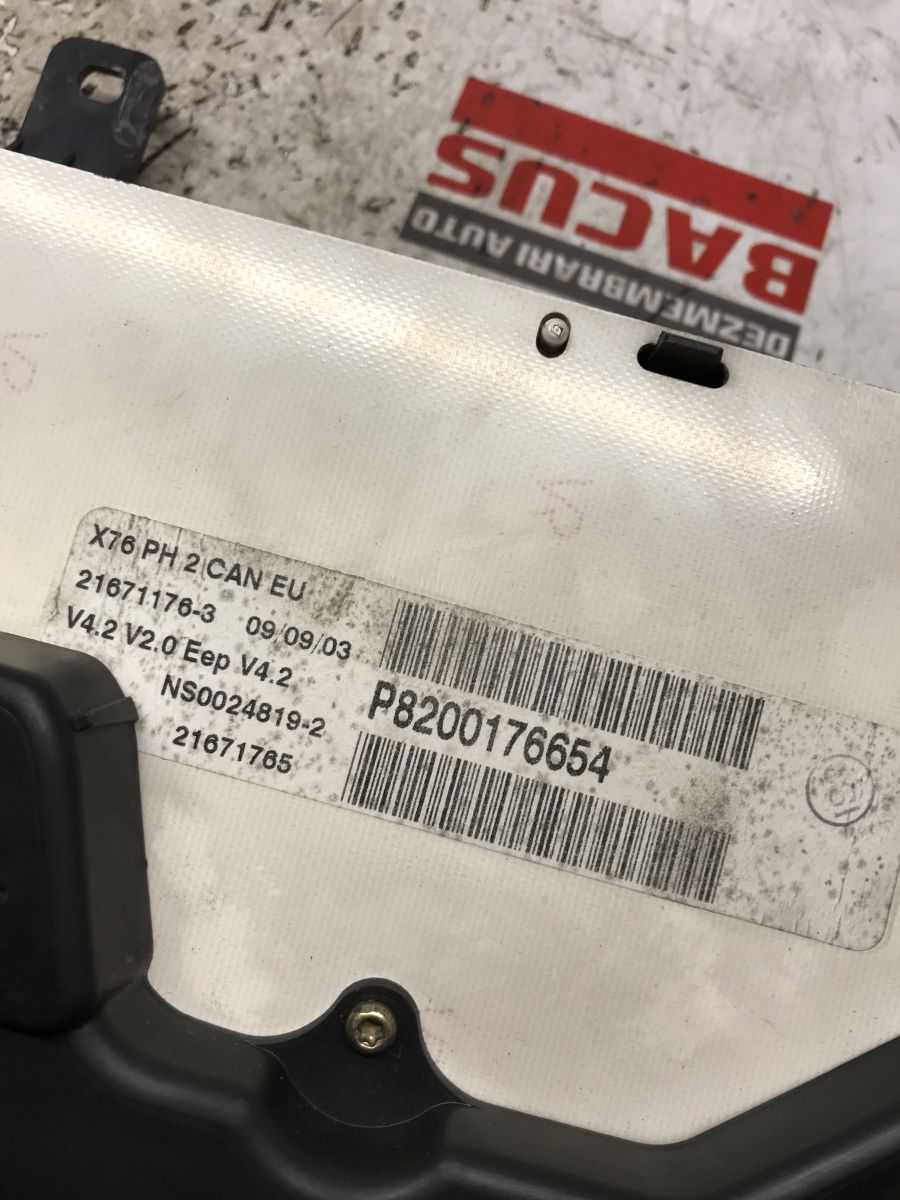 BACUS
DEZMEMBRARI AUTO
X76 PH 2 CAN EU
21671176-3 09/09/03
V4.2 V2.0 Eep V4.2
NS0024819-2
21671765
P8200176654